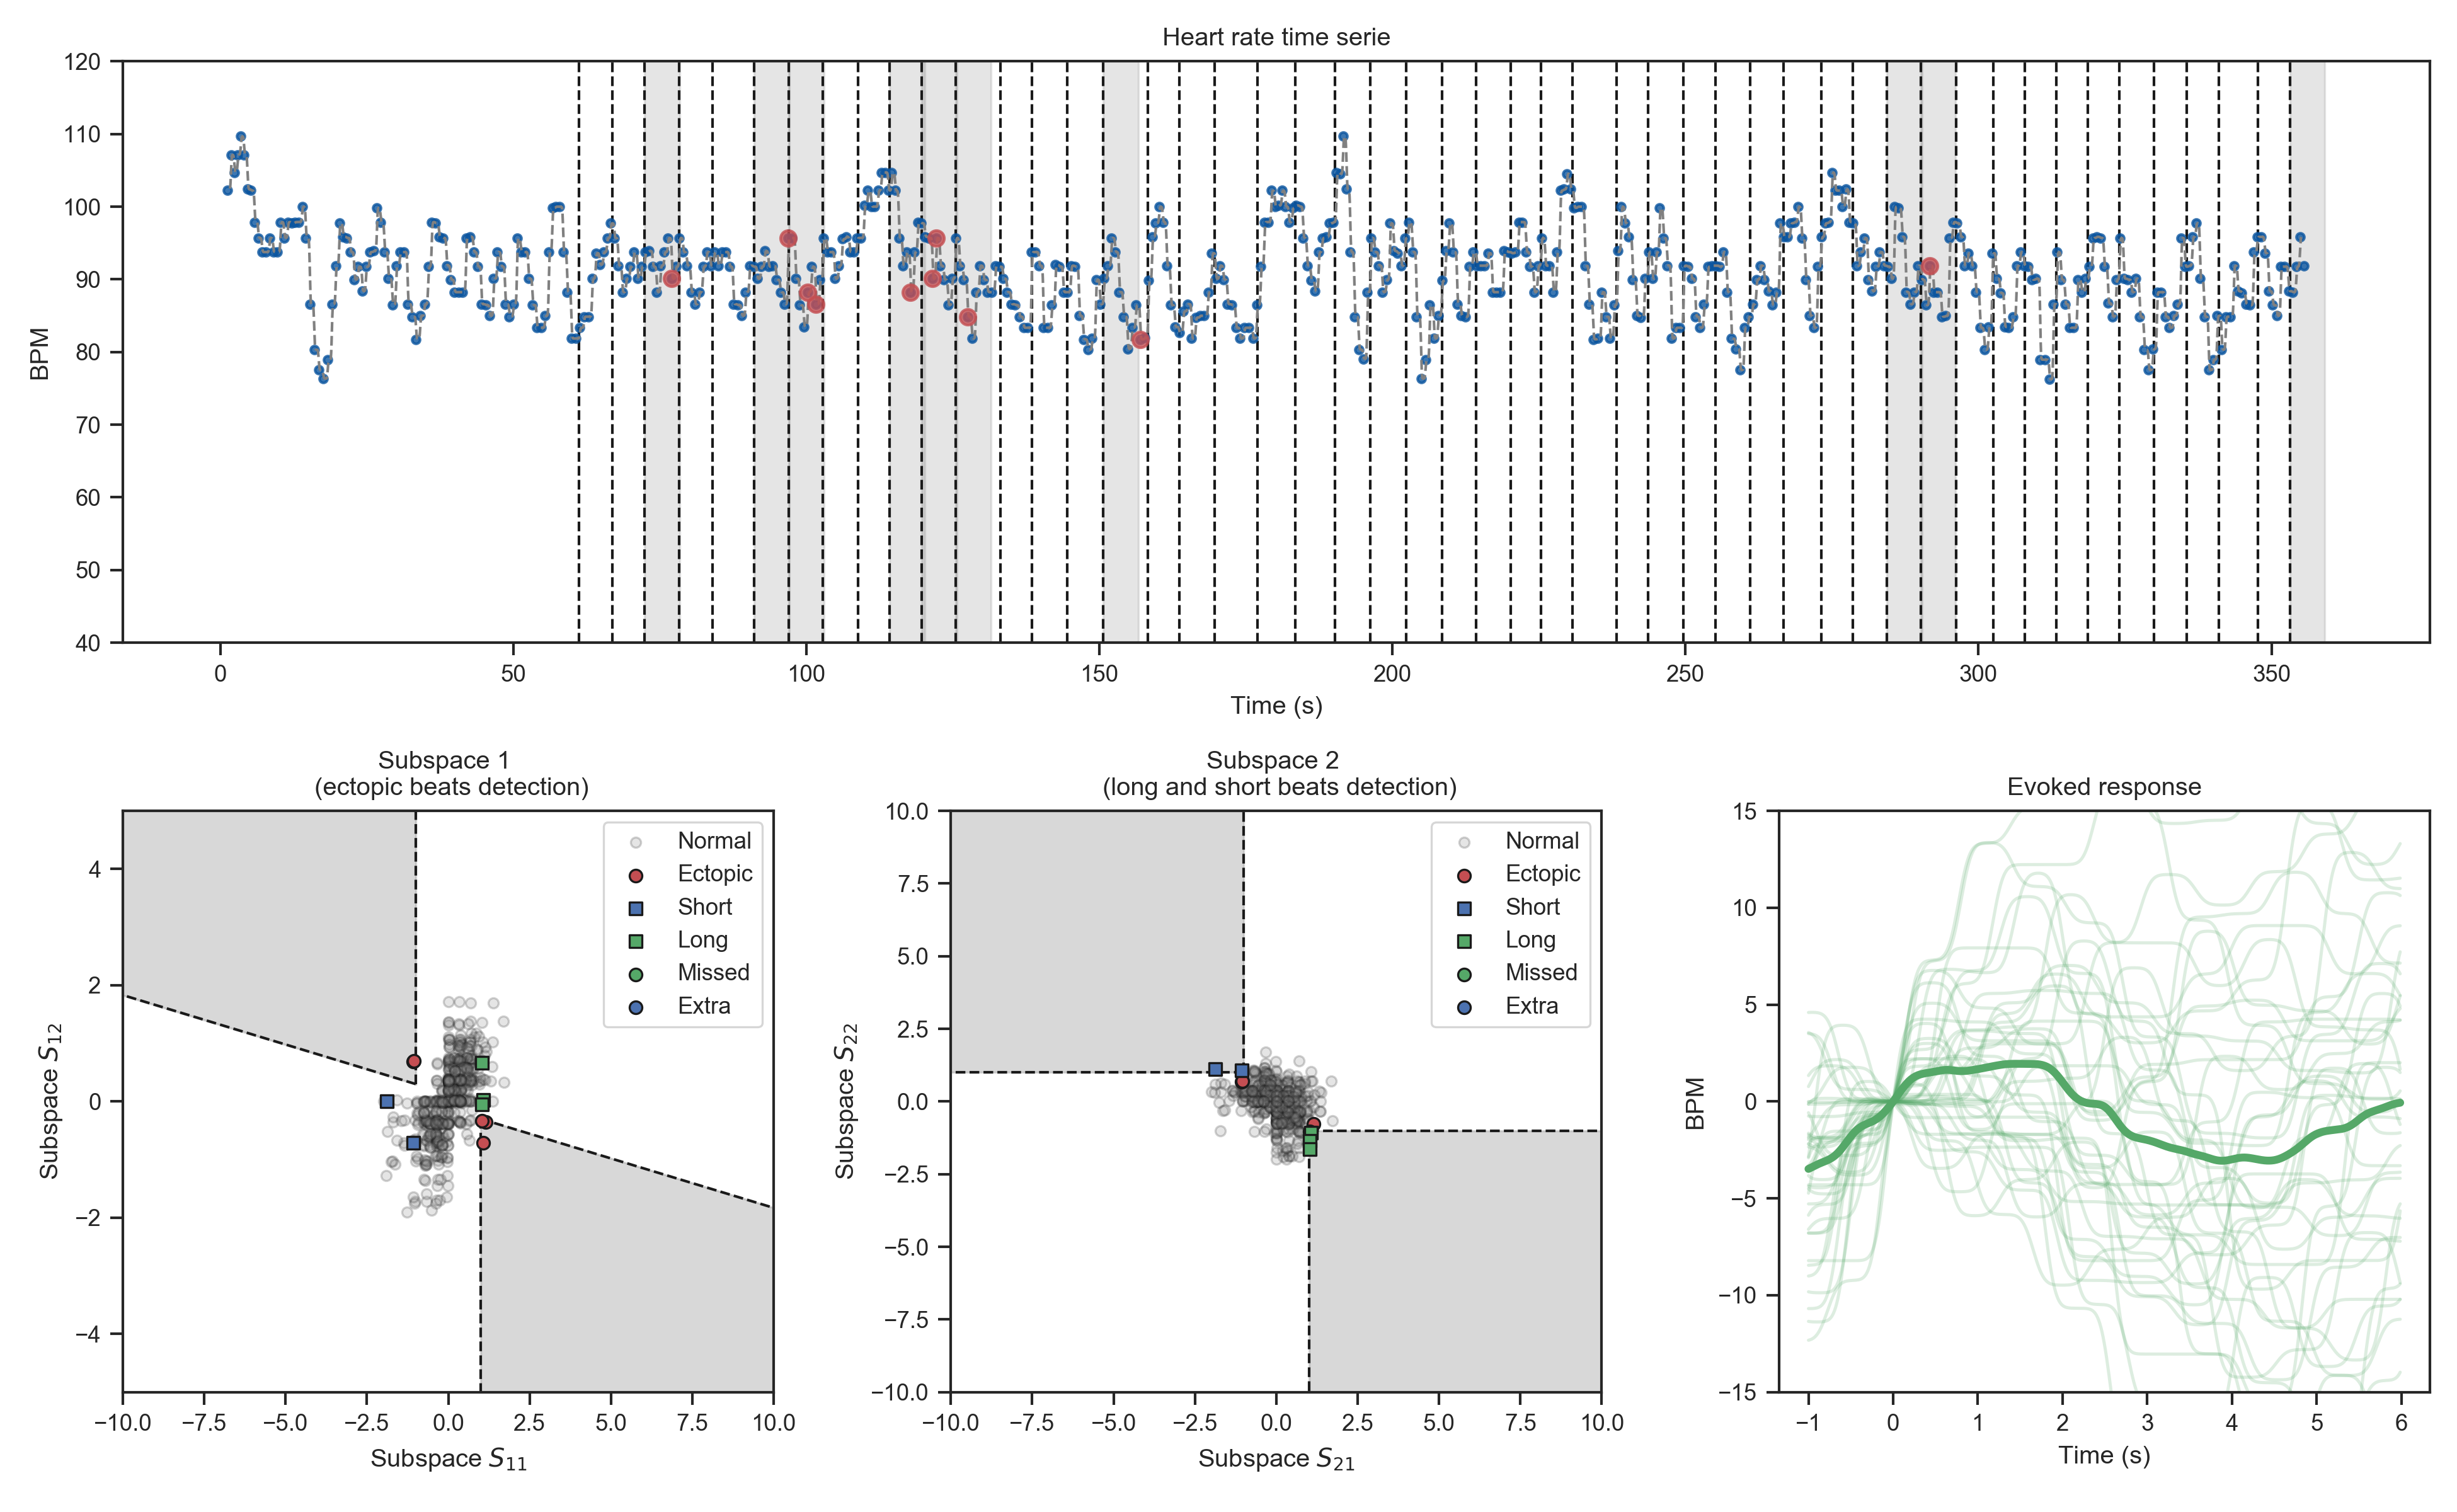 Heart rate time serie
120
110
100
90
80
70
60
50
40
BPM
0 50 100 150 200 250 300 350
Time (s)
Subspace 1
(ectopic beats detection)
4
2
0
−2
−4
Subspace S12
Normal
Ectopic
Short
Long
Missed
Extra
−10.0 −7.5 −5.0 −2.5 0.0 2.5 5.0 7.5 10.0
Subspace S11
Subspace 2
(long and short beats detection)
10.0
7.5
5.0
2.5
0.0
−2.5
−5.0
−7.5
−10.0
Subspace S22
Normal
Ectopic
Short
Long
Missed
Extra
−10.0 −7.5 −5.0 −2.5 0.0 2.5 5.0 7.5 10.0
Subspace S21
Evoked response
15
10
5
0
−5
−10
−15
BPM
−1 0 1 2 3 4 5 6
Time (s)